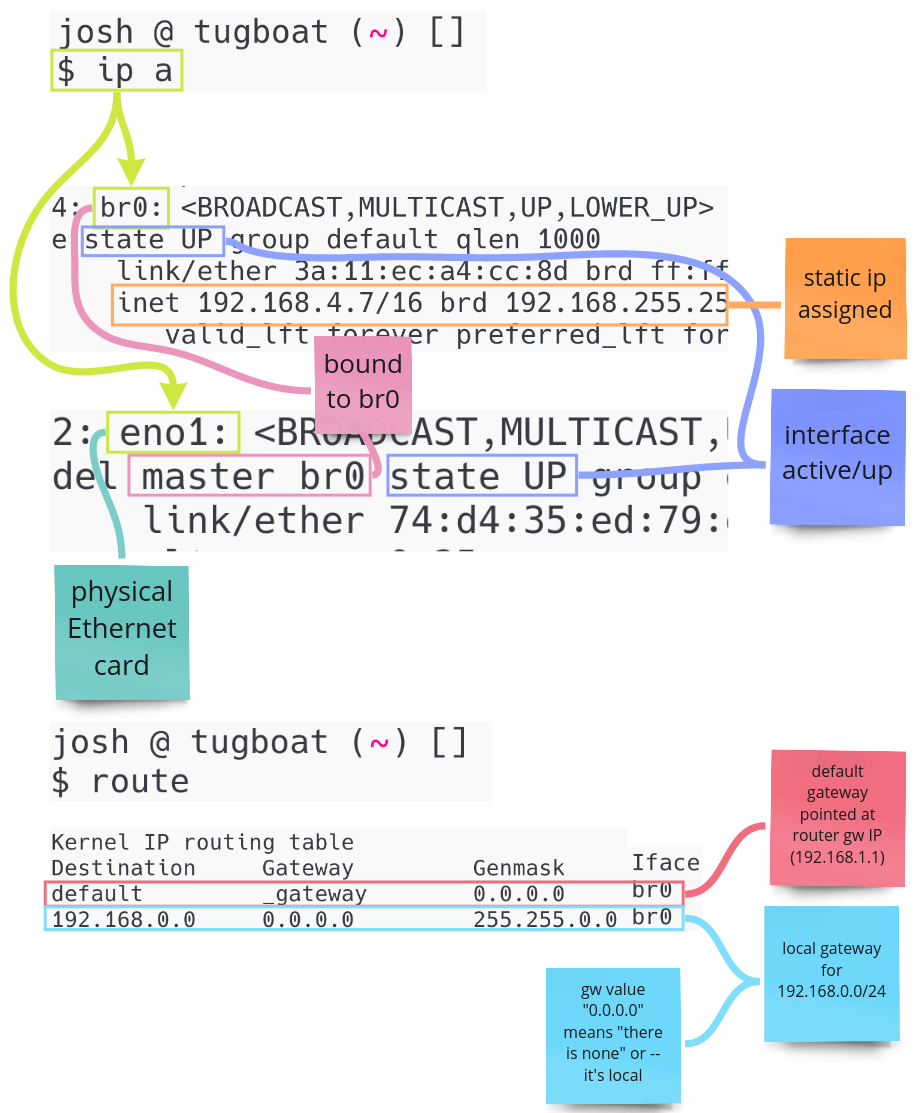 josh @ tugboat (~) []
$ ip a
4: br0: <BROADCAST,MULTICAST,UP,LOWER_UP>
e state UP group default qlen 1000
link/ether 3a:11:ec:a4:cc:8d brd ff:ff
inet 192.168.4.7/16 brd 192.168.255.25
valid_lft forever preferred_lft for
static ip
assigned
bound
to br0
2: eno1: <BROADCAST,MULTICAST,
del master br0 state UP group
link/ether 74:d4:35:ed:79:
interface
active/up
physical
Ethernet
card
josh @ tugboat (~) []
$ route
Kernel IP routing table
Destination Gateway Genmask Iface
default _gateway 0.0.0.0 br0
192.168.0.0 0.0.0.0 255.255.0.0 br0
default
gateway
pointed at
router gw IP
(192.168.1.1)
local gateway
for
192.168.0.0/24
gw value
"0.0.0.0"
means "there
is none" or --
it's local